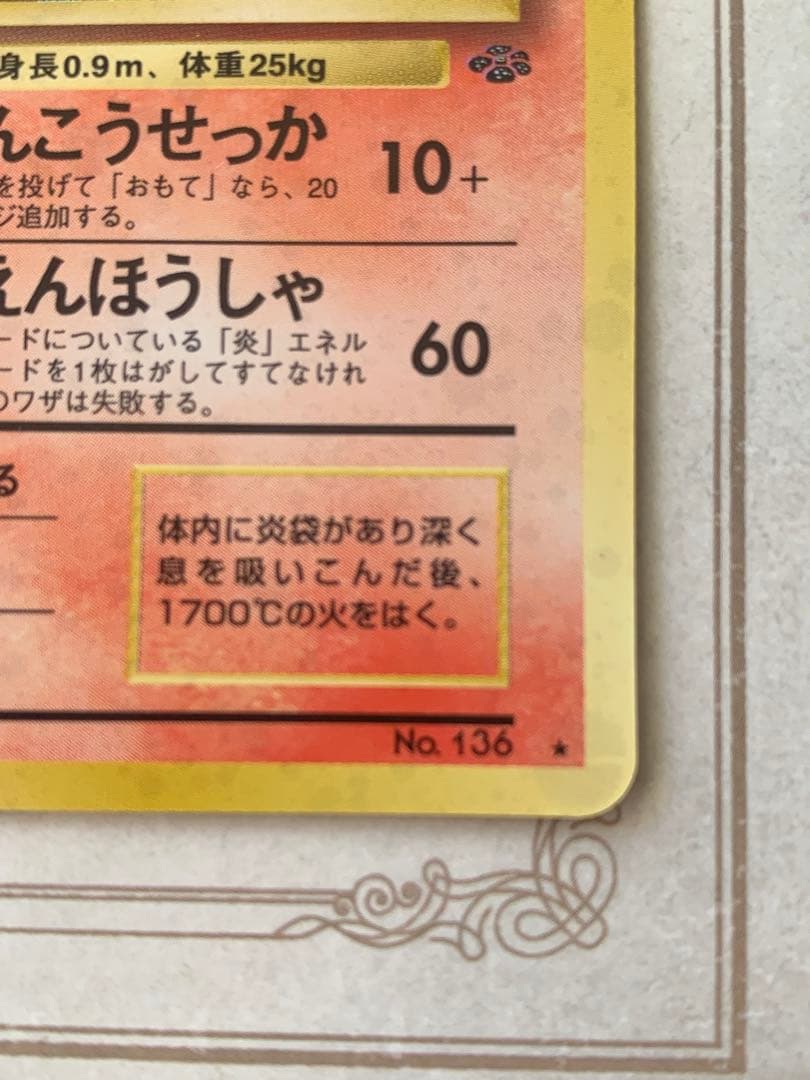 身長0.9m、体重25kg
んこうせっか 10+
を投げて「おもて」なら、20
ジ追加する。
えんほうしゃ 60
ードについている「炎」エネル
ードを1枚はがしてすてなけれ
のワザは失敗する。
る
体内に炎袋があり深く
息を吸いこんだ後、
1700℃の火をはく。
No. 136 ★